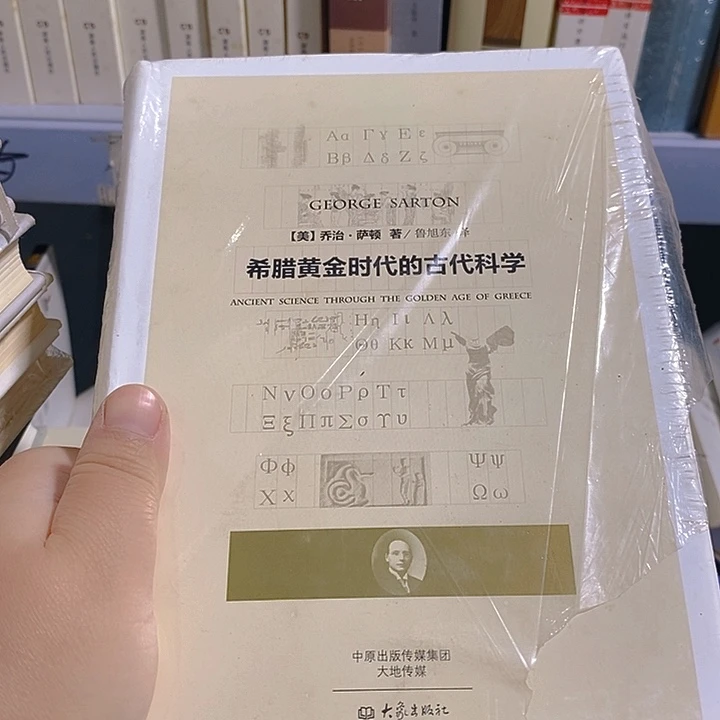 Αα Γγ Εε
Ββ Δδ Ζζ
GEORGE SARTON
【美】乔治·萨顿 著/鲁旭东 译
希腊黄金时代的古代科学
ANCIENT SCIENCE THROUGH THE GOLDEN AGE OF GREECE
Ηη Ιι Λλ
Θθ Κκ Μμ
Νν Οο Ρρ Ττ
Ξξ Ππ Σσ Υυ
Φφ Ψψ
Χχ Ωω
中原出版传媒集团
大地传媒
大象出版社